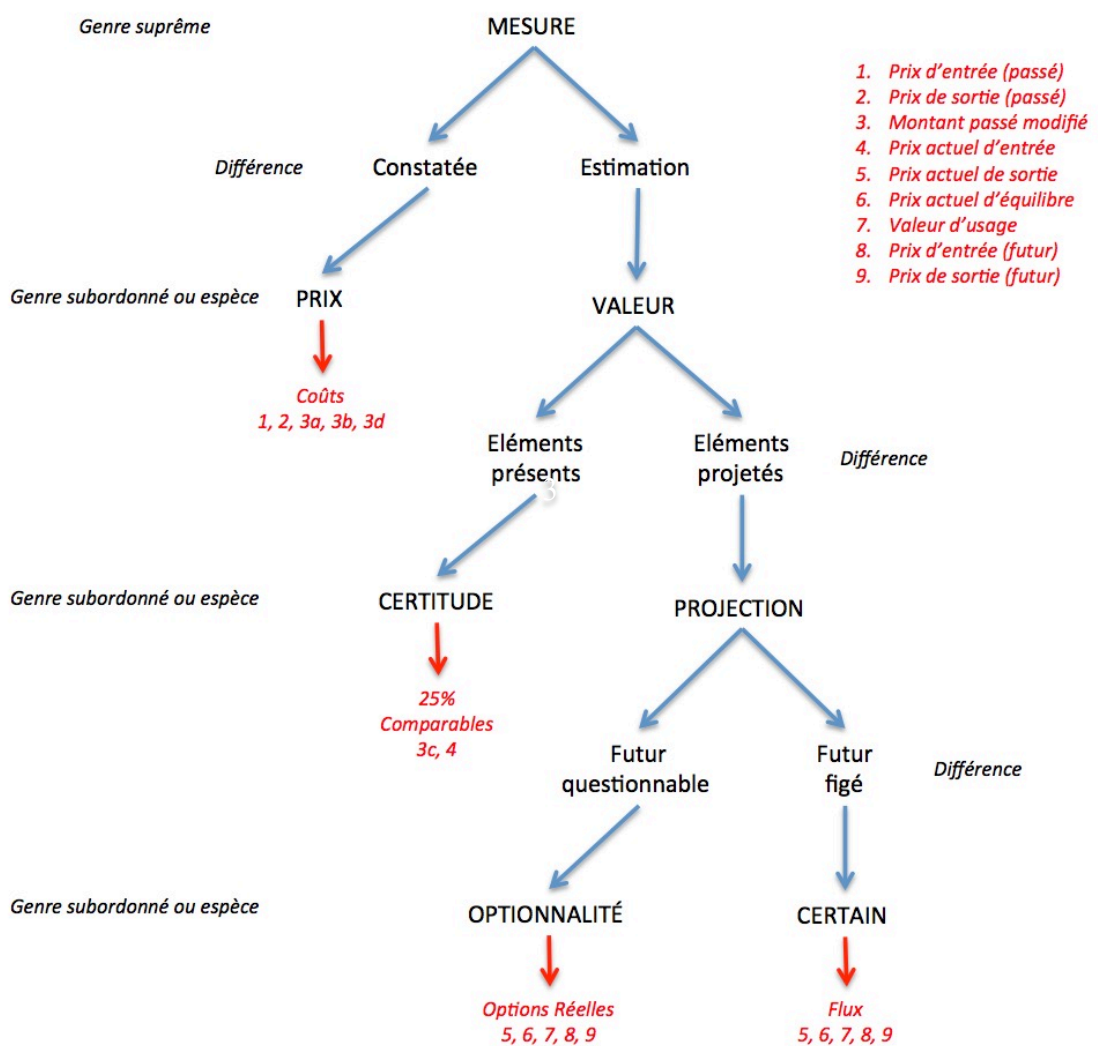 Genre suprême
MESURE
1. Prix d’entrée (passé)
2. Prix de sortie (passé)
3. Montant passé modifié
4. Prix actuel d’entrée
5. Prix actuel de sortie
6. Prix actuel d’équilibre
7. Valeur d’usage
8. Prix d’entrée (futur)
9. Prix de sortie (futur)
Différence
Constatée
Estimation
Genre subordonné ou espèce
PRIX
VALEUR
Coûts
1, 2, 3a, 3b, 3d
Eléments
présents
3
Eléments
projetés
Différence
Genre subordonné ou espèce
CERTITUDE
PROJECTION
25%
Comparables
3c, 4
Futur
questionnable
Futur
figé
Différence
Genre subordonné ou espèce
OPTIONNALITÉ
CERTAIN
Options Réelles
5, 6, 7, 8, 9
Flux
5, 6, 7, 8, 9